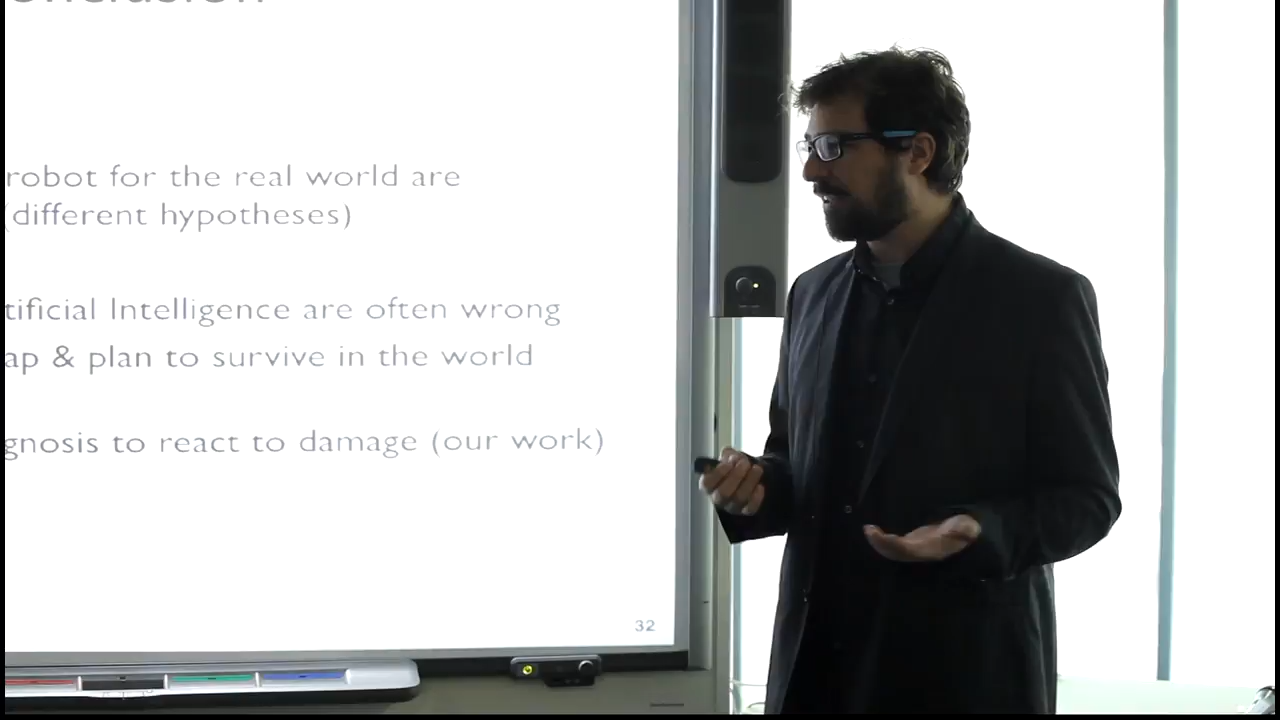 onclusion
robot for the real world are
(different hypotheses)
tificial Intelligence are often wrong
ap & plan to survive in the world
gnosis to react to damage (our work)
32